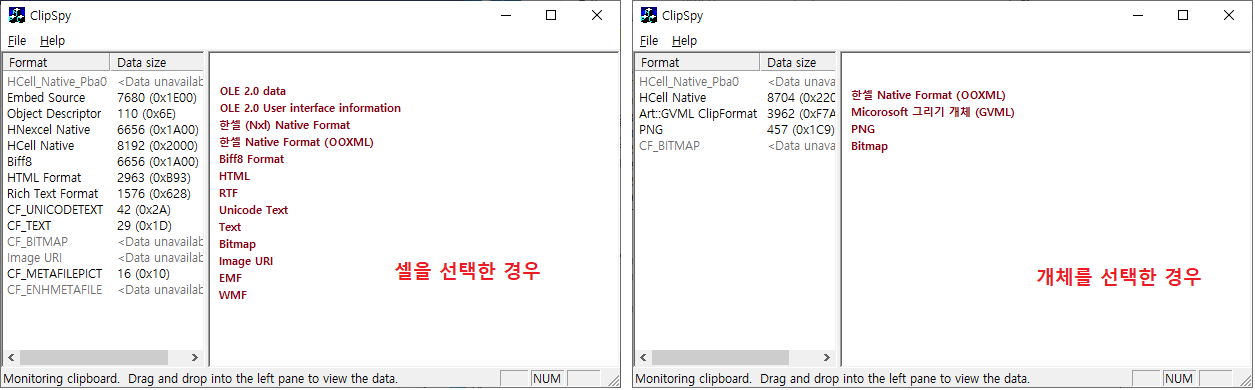 ClipSpy
File Help
Format Data size
HCell_Native_Pba0 <Data unavailab
Embed Source 7680 (0x1E00)
Object Descriptor 110 (0x6E)
HNexcel Native 6656 (0x1A00)
HCell Native 8192 (0x2000)
Biff8 6656 (0x1A00)
HTML Format 2963 (0xB93)
Rich Text Format 1576 (0x628)
CF_UNICODETEXT 42 (0x2A)
CF_TEXT 29 (0x1D)
CF_BITMAP <Data unavailab
Image URI <Data unavailab
CF_METAFILEPICT 16 (0x10)
CF_ENHMETAFILE <Data unavailab
OLE 2.0 data
OLE 2.0 User interface information
한셀 (Nxl) Native Format
한셀 Native Format (OOXML)
Biff8 Format
HTML
RTF
Unicode Text
Text
Bitmap
Image URI
EMF
WMF
셀을 선택한 경우
Monitoring clipboard. Drag and drop into the left pane to view the data.
NUM
ClipSpy
File Help
Format Data size
HCell_Native_Pba0 <Data unava
HCell Native 8704 (0x220
Art::GVML ClipFormat 3962 (0xF7A
PNG 457 (0x1C9)
CF_BITMAP <Data unava
한셀 Native Format (OOXML)
Micorosoft 그리기 개체 (GVML)
PNG
Bitmap
개체를 선택한 경우
Monitoring clipboard. Drag and drop into the left pane to view the data.
NUM